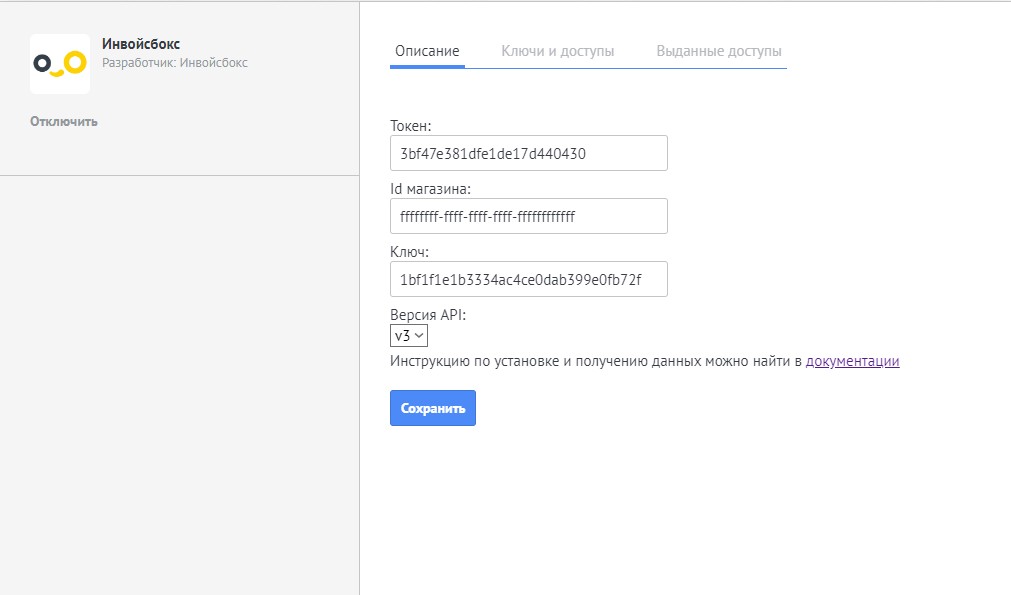 Инвойсбокс
Разработчик: Инвойсбокс
Отключить
Описание Ключи и доступы Выданные доступы
Токен:
3bf47e381dfe1de17d440430
Id магазина:
ffffffff-ffff-ffff-ffff-ffffffffffff
Ключ:
1bf1f1e1b3334ac4ce0dab399e0fb72f
Версия API:
v3
Инструкцию по установке и получению данных можно найти в документации
Сохранить